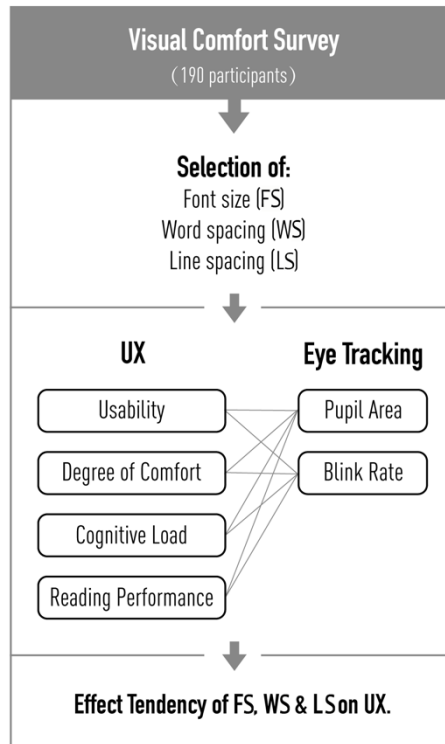 Visual Comfort Survey
(190 participants)
Selection of:
Font size (FS)
Word spacing (WS)
Line spacing (LS)
UX
Eye Tracking
Usability
Pupil Area
Degree of Comfort
Blink Rate
Cognitive Load
Reading Performance
Effect Tendency of FS, WS & LS on UX.